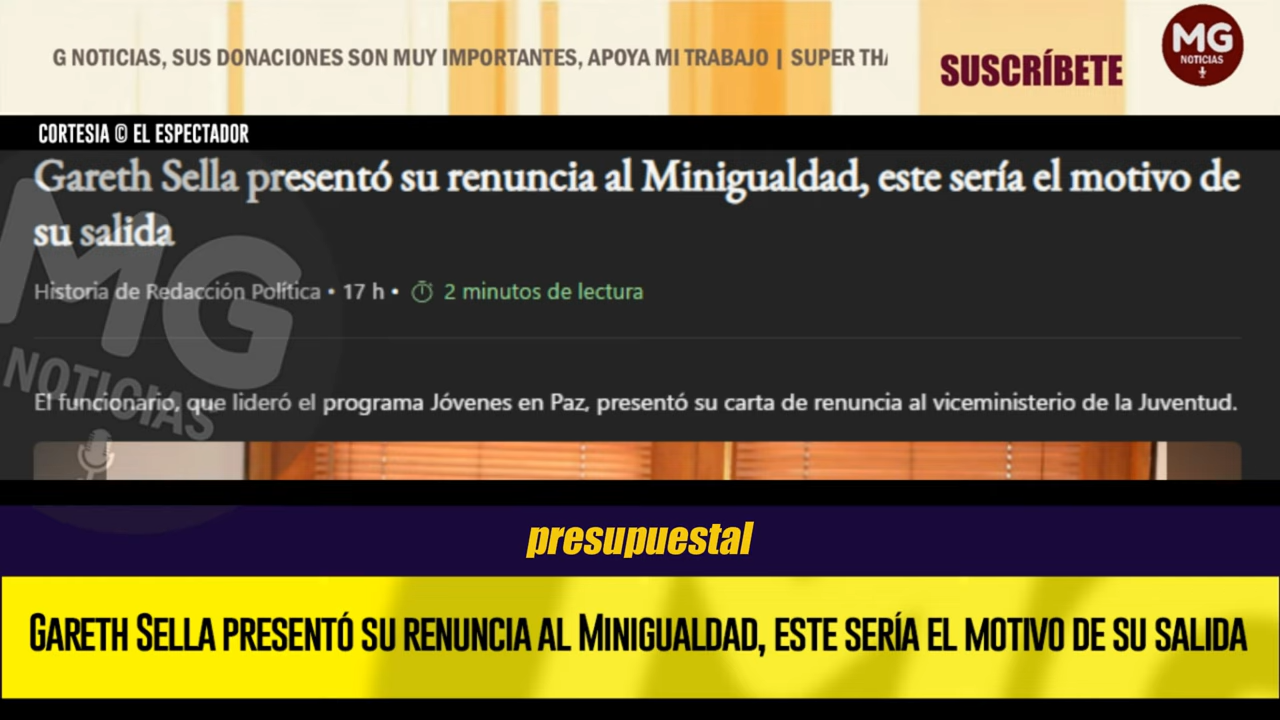 G NOTICIAS, SUS DONACIONES SON MUY IMPORTANTES, APOYA MI TRABAJO | SUPER
SUSCRÍBETE
MG
NOTICIAS
CORTESIA © EL ESPECTADOR
Gareth Sella presentó su renuncia al Minigualdad, este sería el motivo de
su salida
Historia de Redacción Política • 17 h • 2 minutos de lectura
MG
NOTICIAS
El funcionario, que lideró el programa Jóvenes en Paz, presentó su carta de renuncia al viceministerio de la Juventud.
presupuestal
GARETH SELLA PRESENTÓ SU RENUNCIA AL MINIGUALDAD, ESTE SERÍA EL MOTIVO DE SU SALIDA